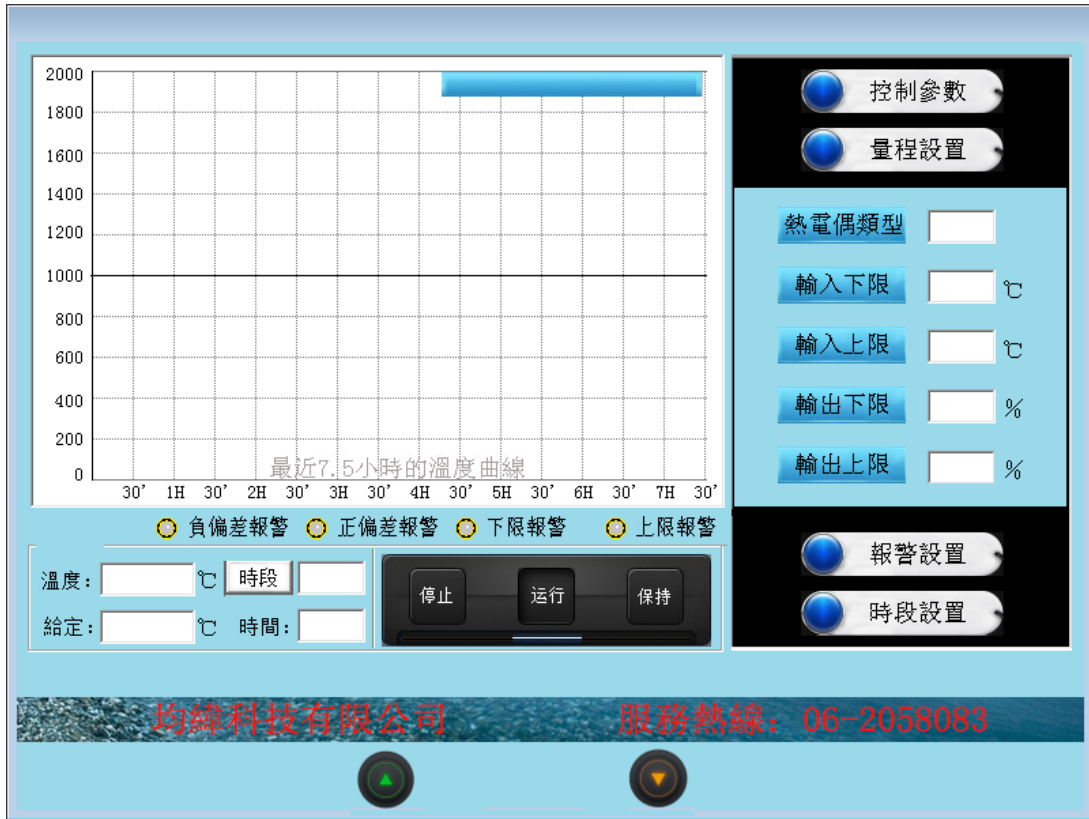 2000
1800
1600
1400
1200
1000
800
600
400
200
0
最近7.5小時的溫度曲線
30’ 1H 30’ 2H 30’ 3H 30’ 4H 30’ 5H 30’ 6H 30’ 7H 30’
負偏差報警 正偏差報警 下限報警 上限報警
溫度: ℃ 時段
給定: ℃ 時間:
停止 运行 保持
控制參數
量程設置
熱電偶類型
輸入下限 ℃
輸入上限 ℃
輸出下限 %
輸出上限 %
報警設置
時段設置
均緯科技有限公司 服務熱線: 06-2058083